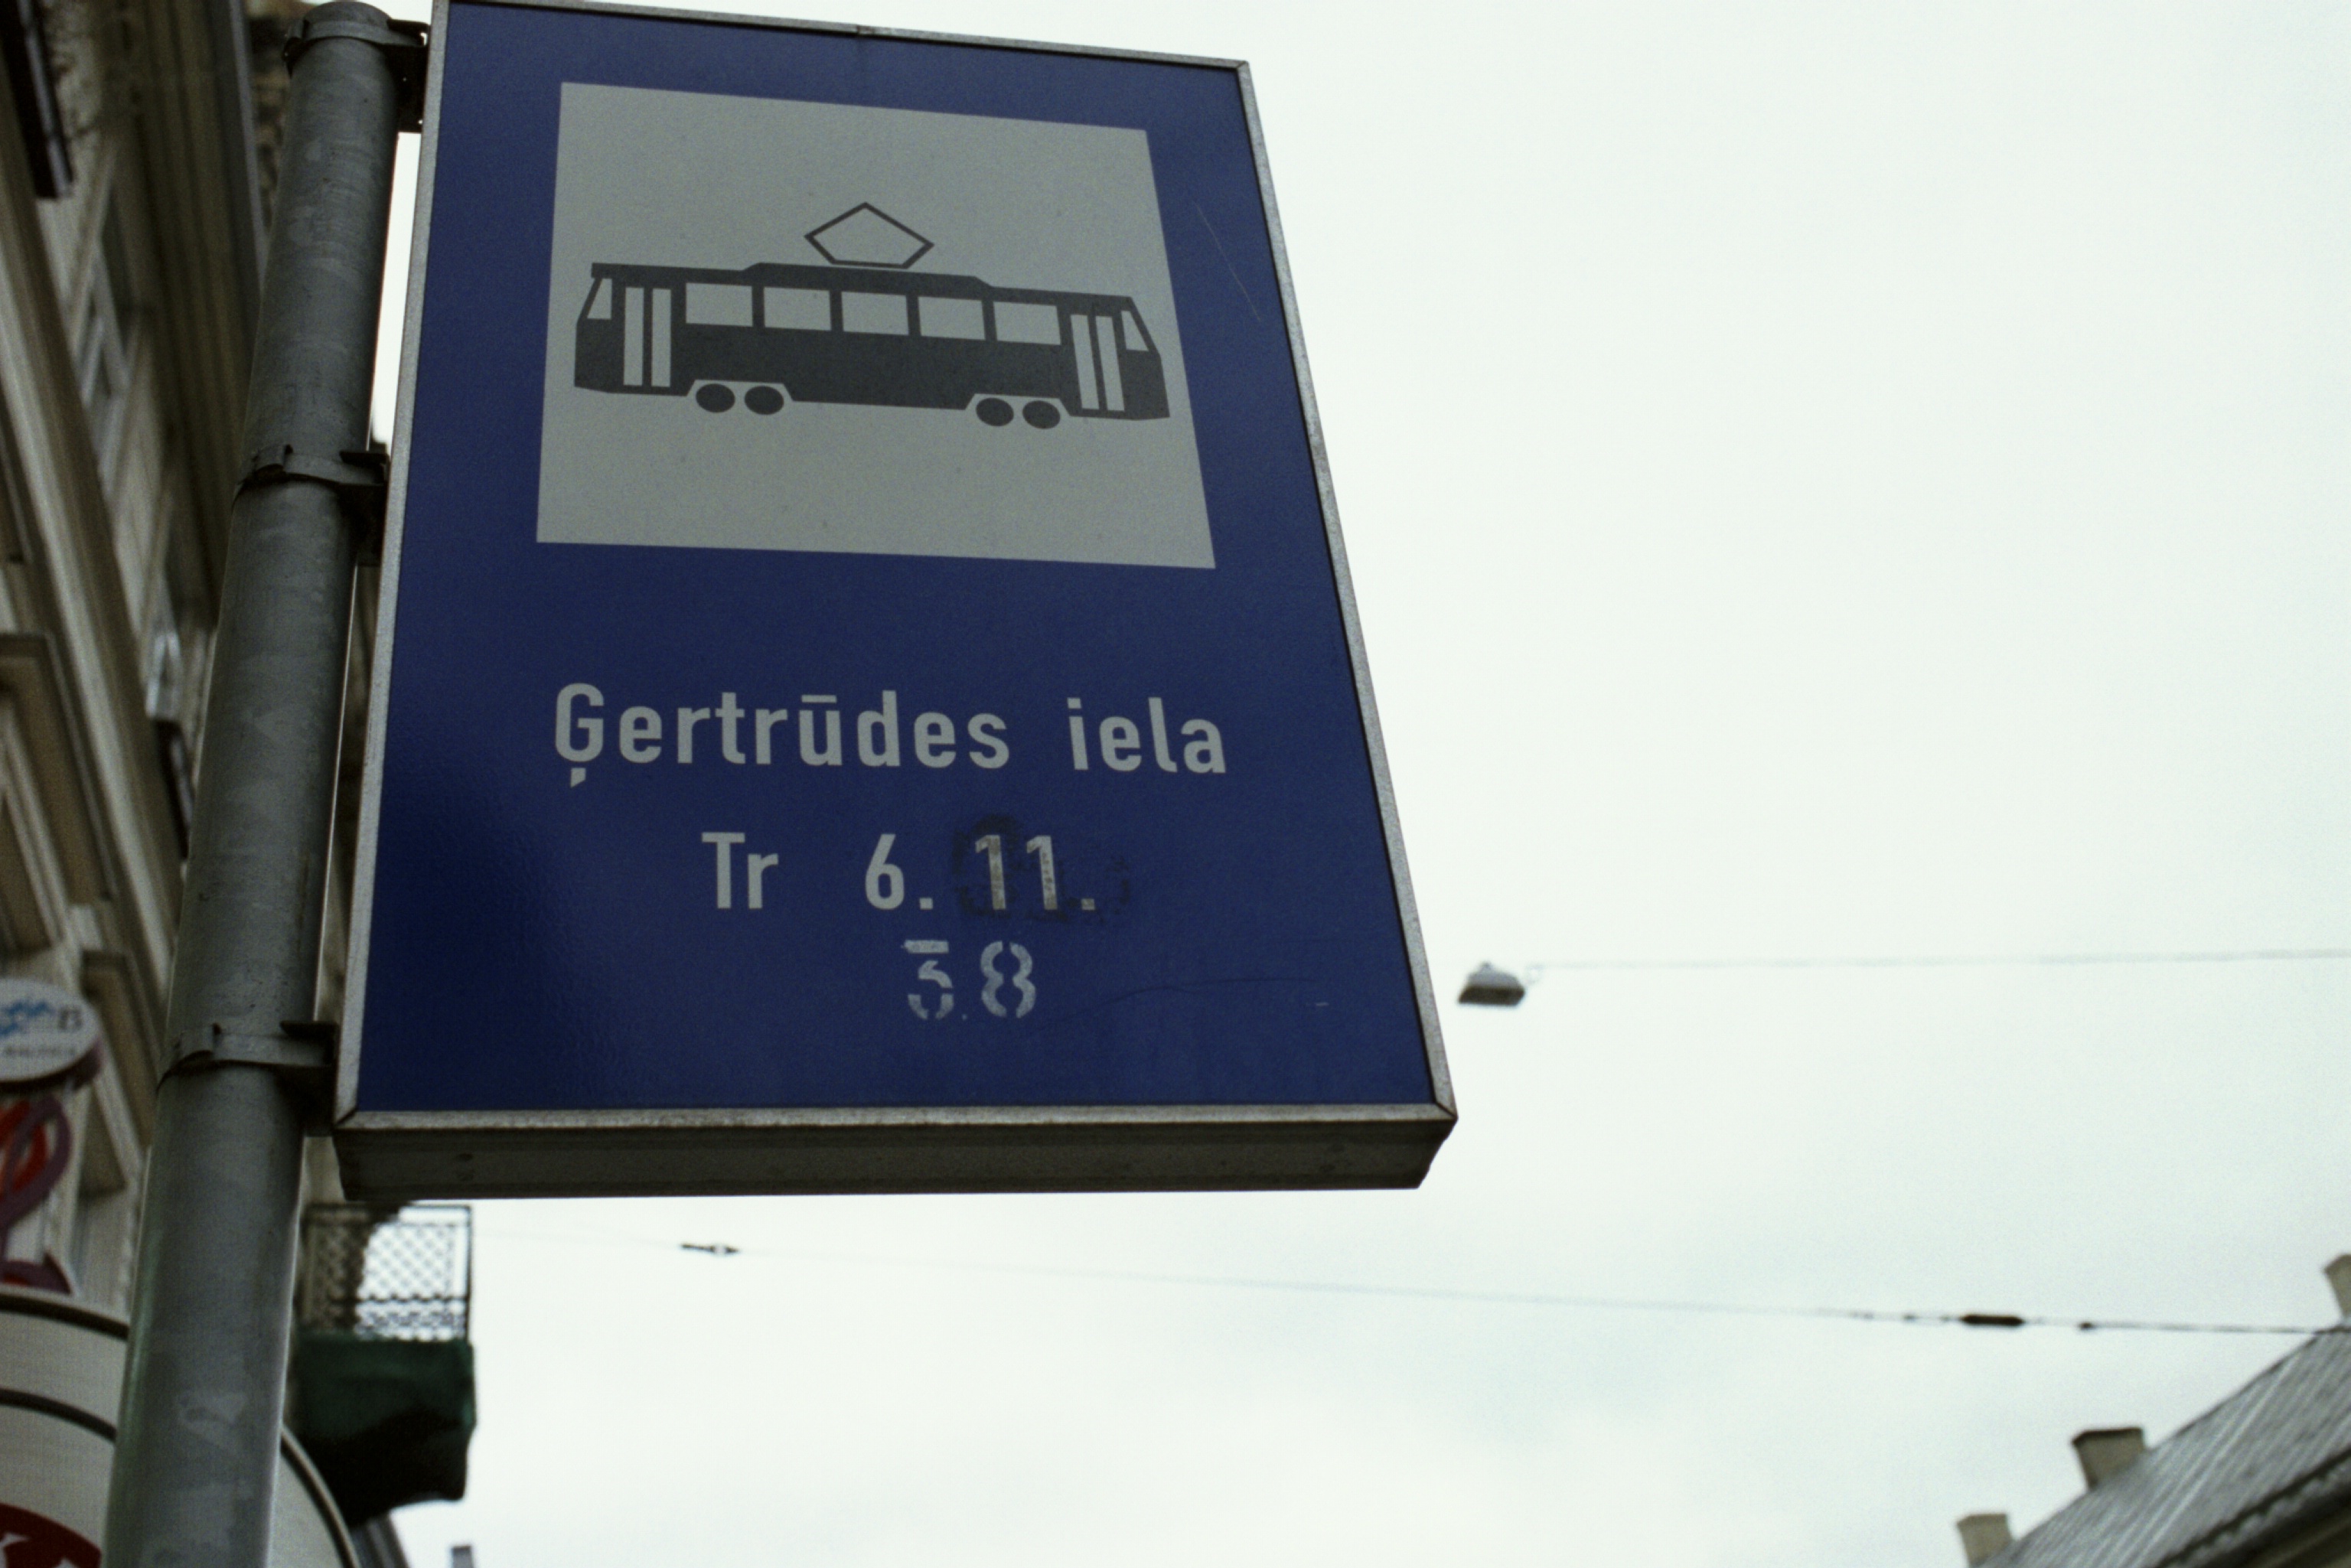 Ģertrūdes iela
Tr 6. 11.
3.8